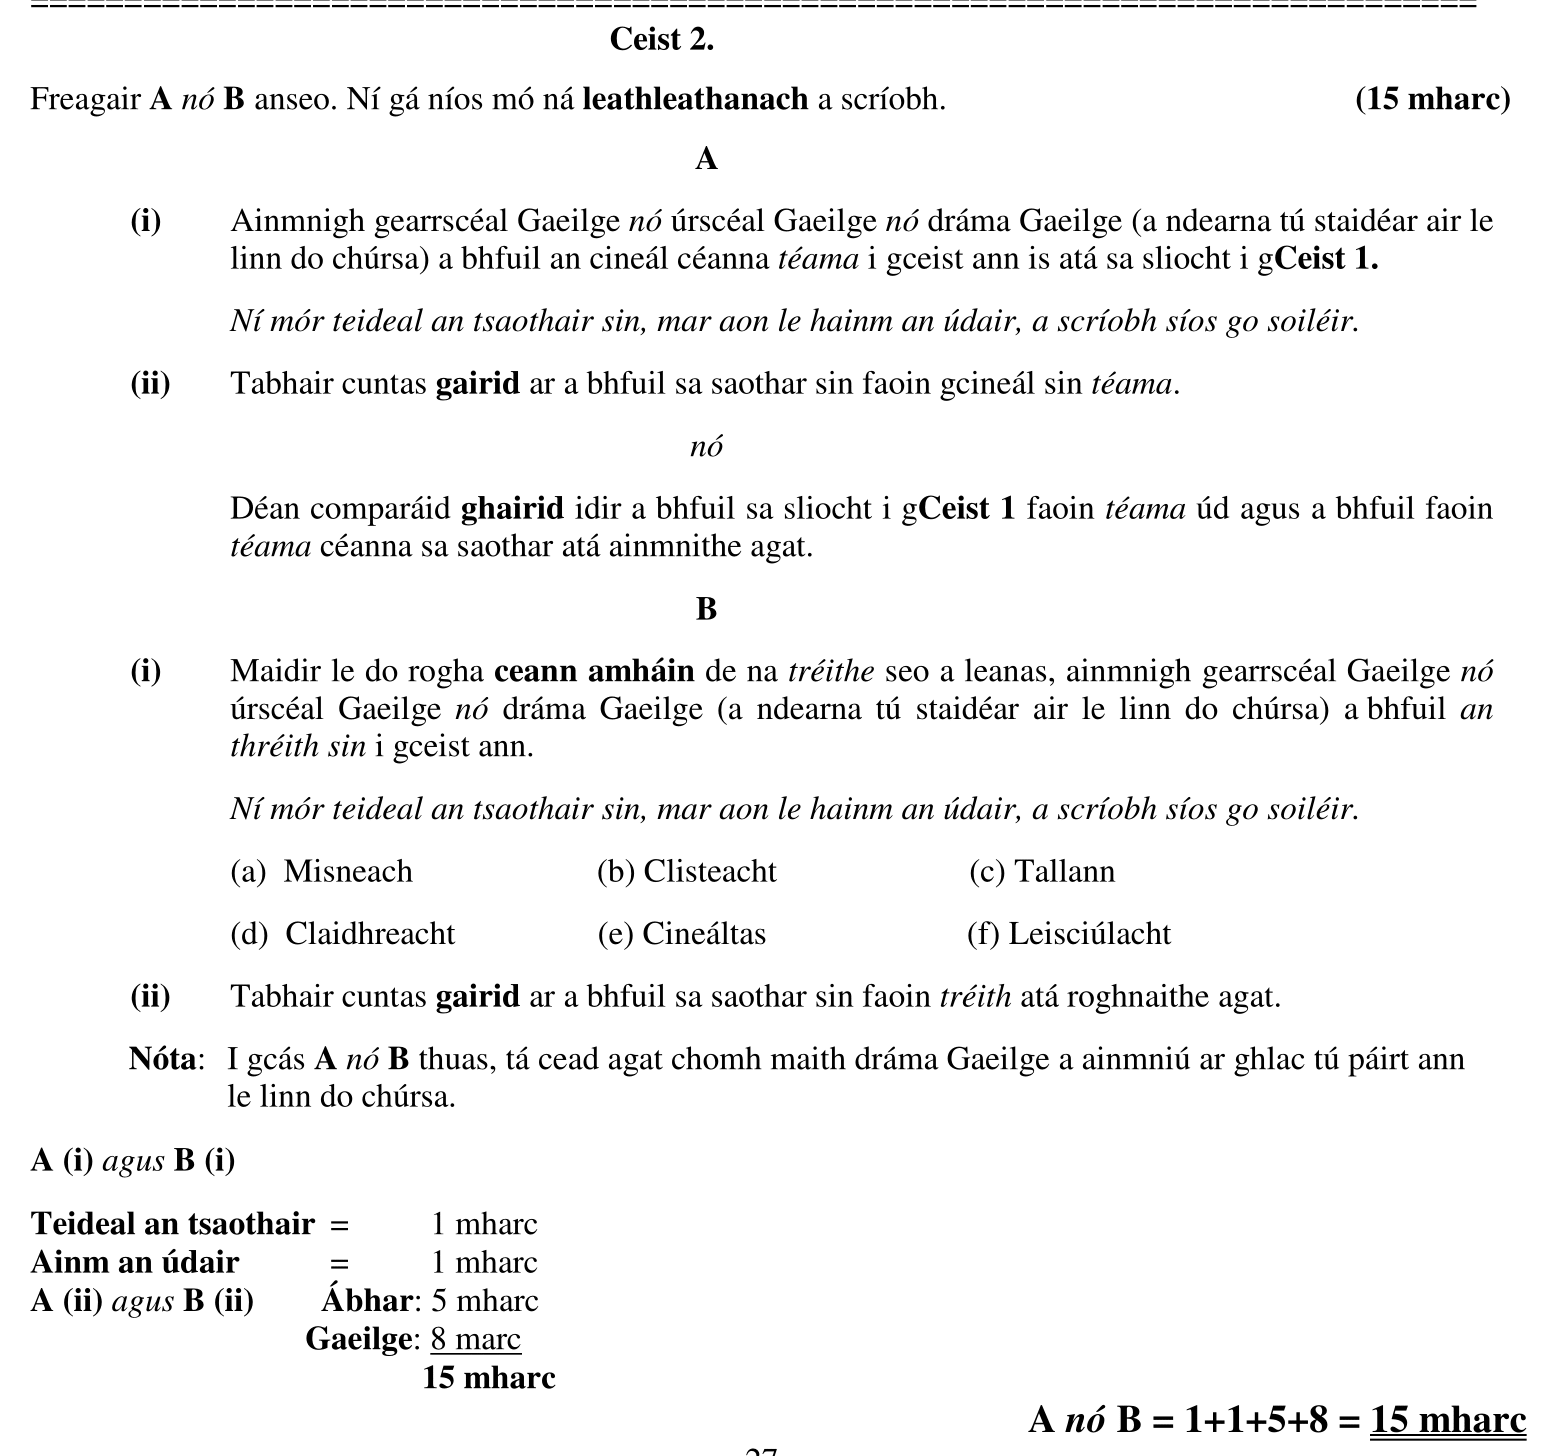 Ceist 2.
Freagair A nó B anseo. Ní gá níos mó ná leathleathanach a scríobh. (15 mharc)
A
(i) Ainmnigh gearrscéal Gaeilge nó úrscéal Gaeilge nó dráma Gaeilge (a ndearna tú staidéar air le
linn do chúrsa) a bhfuil an cineál céanna téama i gceist ann is atá sa sliocht i gCeist 1.
Ní mór teideal an tsaothair sin, mar aon le hainm an údair, a scríobh síos go soiléir.
(ii) Tabhair cuntas gairid ar a bhfuil sa saothar sin faoin gcineál sin téama.
nó
Déan comparáid ghairid idir a bhfuil sa sliocht i gCeist 1 faoin téama úd agus a bhfuil faoin
téama céanna sa saothar atá ainmnithe agat.
B
(i) Maidir le do rogha ceann amháin de na tréithe seo a leanas, ainmnigh gearrscéal Gaeilge nó
úrscéal Gaeilge nó dráma Gaeilge (a ndearna tú staidéar air le linn do chúrsa) a bhfuil an
thréith sin i gceist ann.
Ní mór teideal an tsaothair sin, mar aon le hainm an údair, a scríobh síos go soiléir.
(a) Misneach (b) Clisteacht (c) Tallann
(d) Claidhreacht (e) Cineáltas (f) Leisciúlacht
(ii) Tabhair cuntas gairid ar a bhfuil sa saothar sin faoin tréith atá roghnaithe agat.
Nóta: I gcás A nó B thuas, tá cead agat chomh maith dráma Gaeilge a ainmniú ar ghlac tú páirt ann
le linn do chúrsa.
A (i) agus B (i)
Teideal an tsaothair = 1 mharc
Ainm an údair = 1 mharc
A (ii) agus B (ii) Ábhar: 5 mharc
Gaeilge: 8 marc
15 mharc
A nó B = 1+1+5+8 = 15 mharc